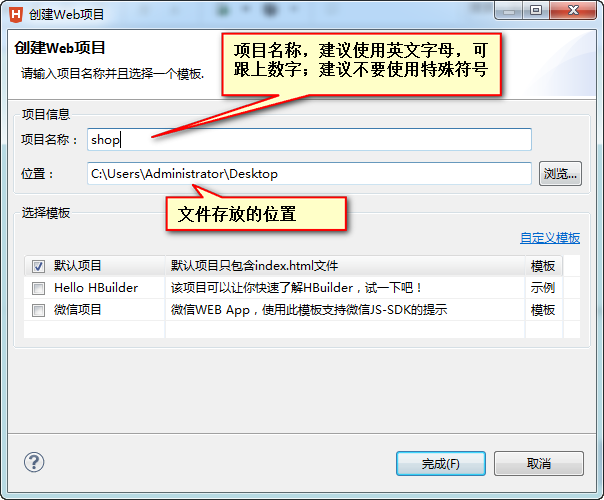 创建Web项目
创建Web项目
请输入项目名称并且选择一个模板.
项目名称，建议使用英文字母，可
跟上数字；建议不要使用特殊符号
项目信息
项目名称： shop
位置： C:\Users\Administrator\Desktop 浏览...
文件存放的位置
选择模板
自定义模板
默认项目 默认项目只包含index.html文件 模板
Hello HBuilder 该项目可以让你快速了解HBuilder，试一下吧！ 示例
微信项目 微信WEB App，使用此模板支持微信JS-SDK的提示 模板
完成(F) 取消